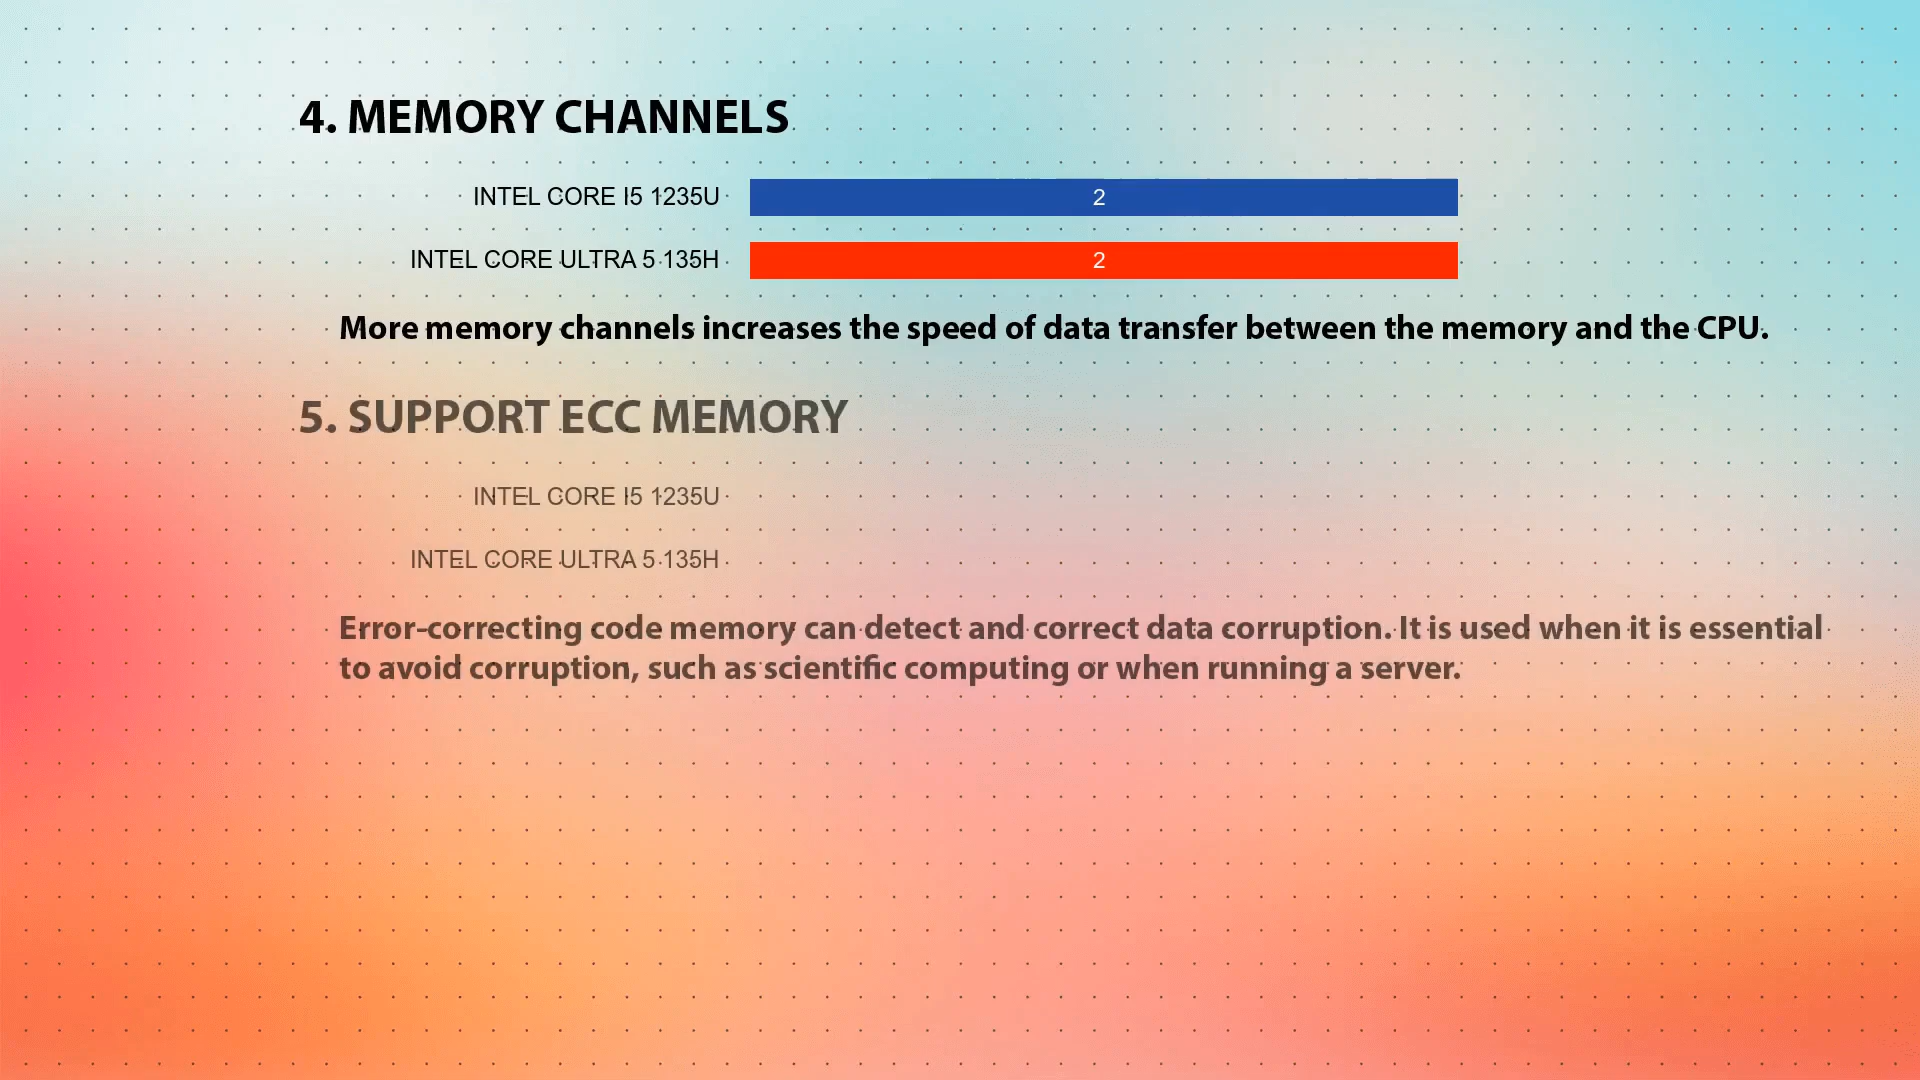 4. MEMORY CHANNELS
INTEL CORE I5 1235U
2
INTEL CORE ULTRA 5 135H
2
More memory channels increases the speed of data transfer between the memory and the CPU.
5. SUPPORT ECC MEMORY
INTEL CORE I5 1235U
INTEL CORE ULTRA 5 135H
Error-correcting code memory can detect and correct data corruption. It is used when it is essential
to avoid corruption, such as scientific computing or when running a server.